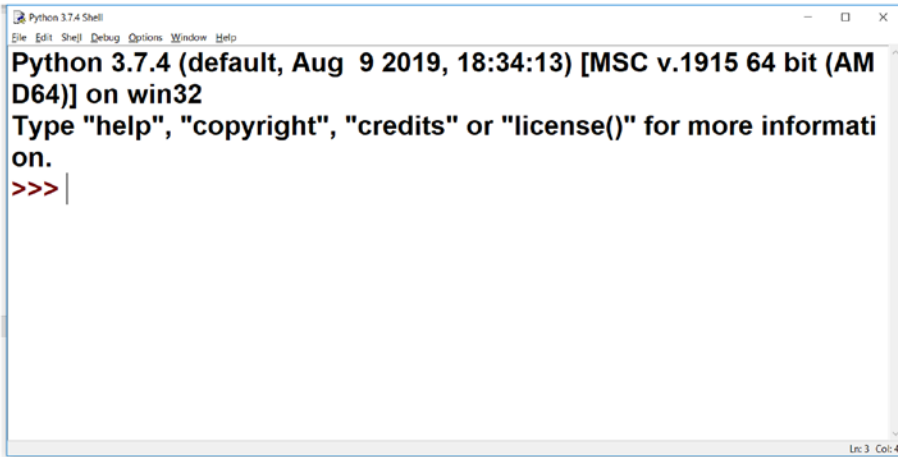 Python 3.7.4 Shell
File Edit Shell Debug Options Window Help
Python 3.7.4 (default, Aug  9 2019, 18:34:13) [MSC v.1915 64 bit (AM
D64)] on win32
Type "help", "copyright", "credits" or "license()" for more informati
on.
>>>
Ln: 3 Col: 4